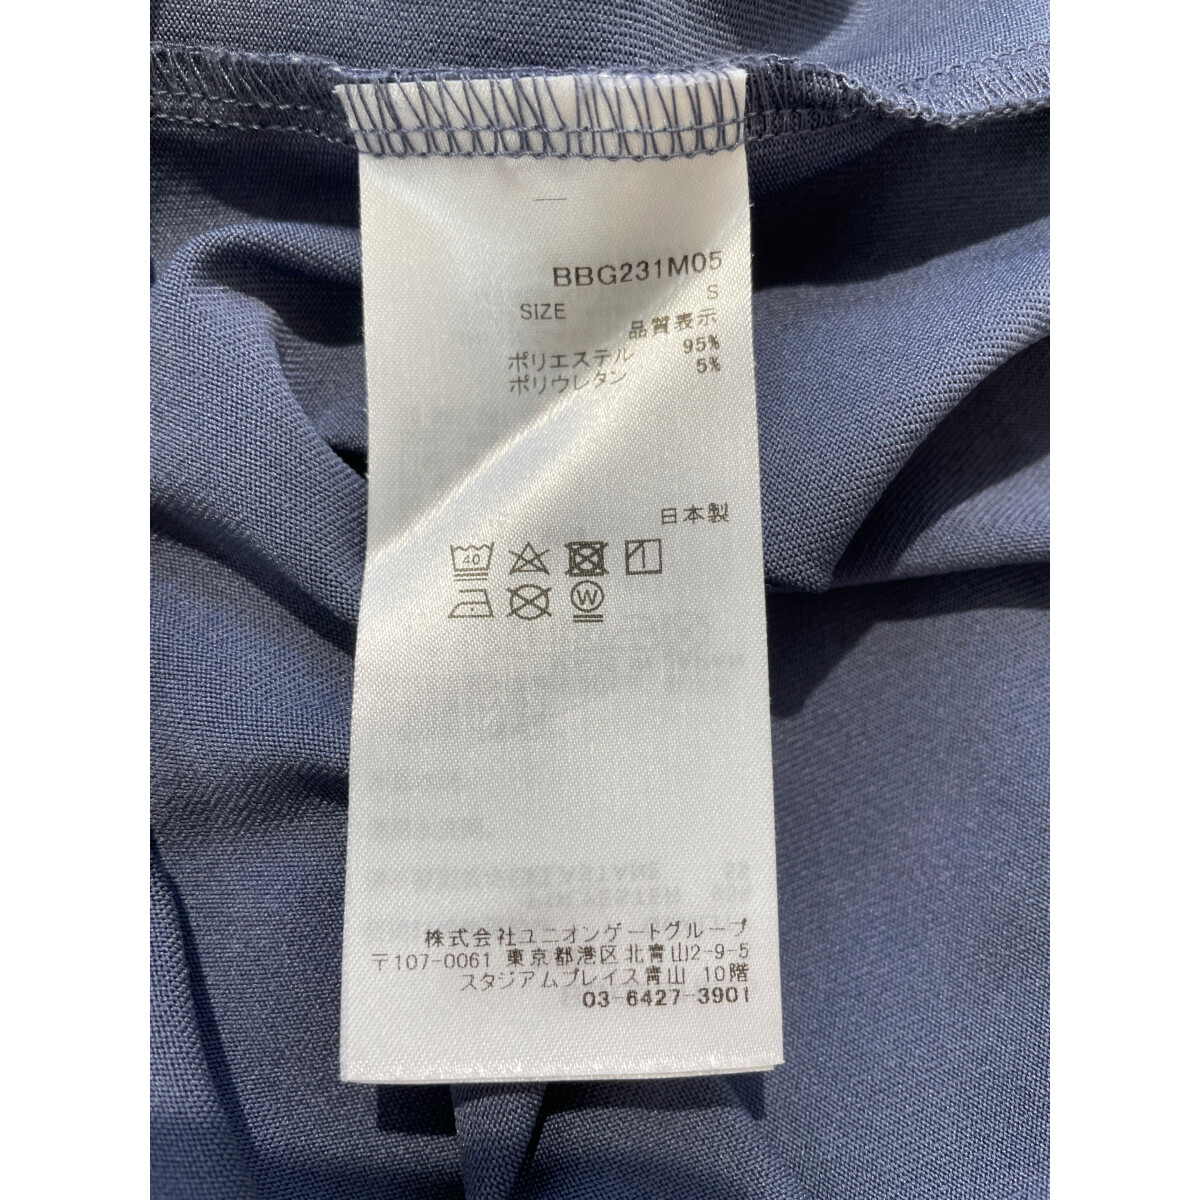 BBG231M05
SIZE S
品質表示
ポリエステル 95%
ポリウレタン 5%
日本製
40
W
株式会社ユニオンゲートグループ
〒107-0061 東京都港区北青山2-9-5
スタジアムプレイス青山 10階
03-6427-3901